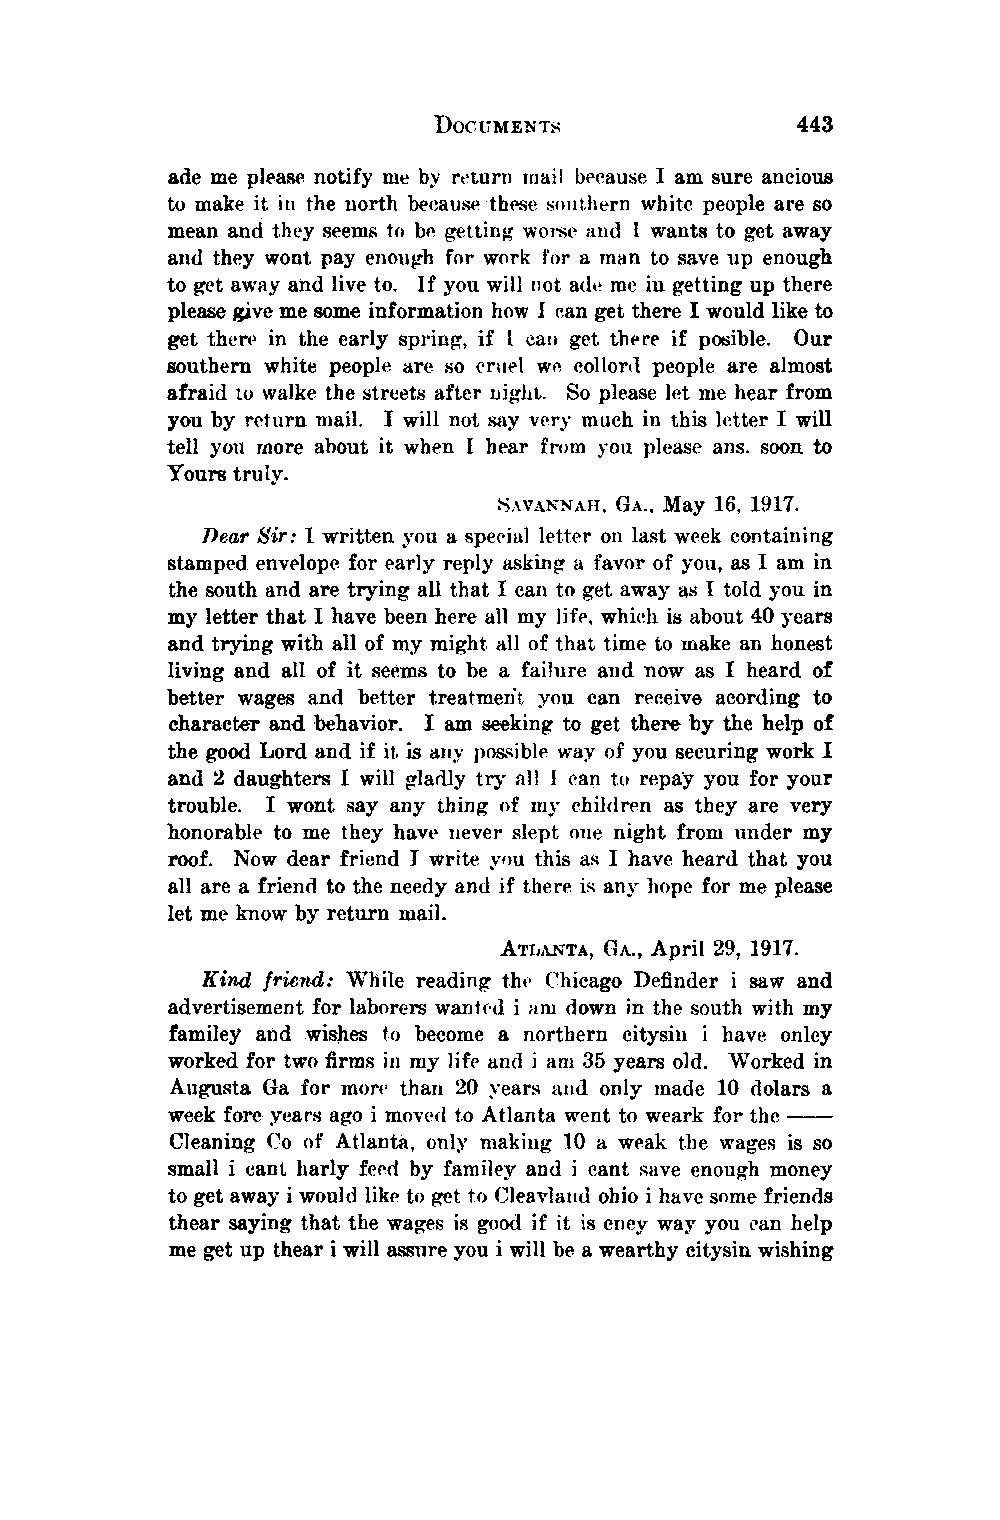 DOCUMENTS 443
ade me please notify me by return mail because I am sure ancious
to make it in the north because these southern white people are so
mean and they seems to be getting worse and I wants to get away
and they wont pay enough for work for a man to save up enough
to get away and live to. If you will not ade me in getting up there
please give me some information how I can get there I would like to
get there in the early spring, if I can get there if posible. Our
southern white people are so cruel we collord people are almost
afraid to walke the streets after night. So please let me hear from
you by return mail. I will not say very much in this letter I will
tell you more about it when I hear from you please ans. soon to
Yours truly.
SAVANNAH, GA., May 16, 1917.
Dear Sir: I written you a special letter on last week containing
stamped envelope for early reply asking a favor of you, as I am in
the south and are trying all that I can to get away as I told you in
my letter that I have been here all my life, which is about 40 years
and trying with all of my might all of that time to make an honest
living and all of it seems to be a failure and now as I heard of
better wages and better treatment you can receive acording to
character and behavior. I am seeking to get there by the help of
the good Lord and if it is any possible way of you securing work I
and 2 daughters I will gladly try all I can to repay you for your
trouble. I wont say any thing of my children as they are very
honorable to me they have never slept one night from under my
roof. Now dear friend I write you this as I have heard that you
all are a friend to the needy and if there is any hope for me please
let me know by return mail.
ATLANTA, GA., April 29, 1917.
Kind friend: While reading the Chicago Definder i saw and
advertisement for laborers wanted i am down in the south with my
familey and wishes to become a northern citysin i have onley
worked for two firms in my life and i am 35 years old. Worked in
Augusta Ga for more than 20 years and only made 10 dolars a
week fore years ago i moved to Atlanta went to weark for the ——
Cleaning Co of Atlanta, only making 10 a weak the wages is so
small i cant harly feed by familey and i cant save enough money
to get away i would like to get to Cleavland ohio i have some friends
thear saying that the wages is good if it is eney way you can help
me get up thear i will assure you i will be a wearthy citysin wishing